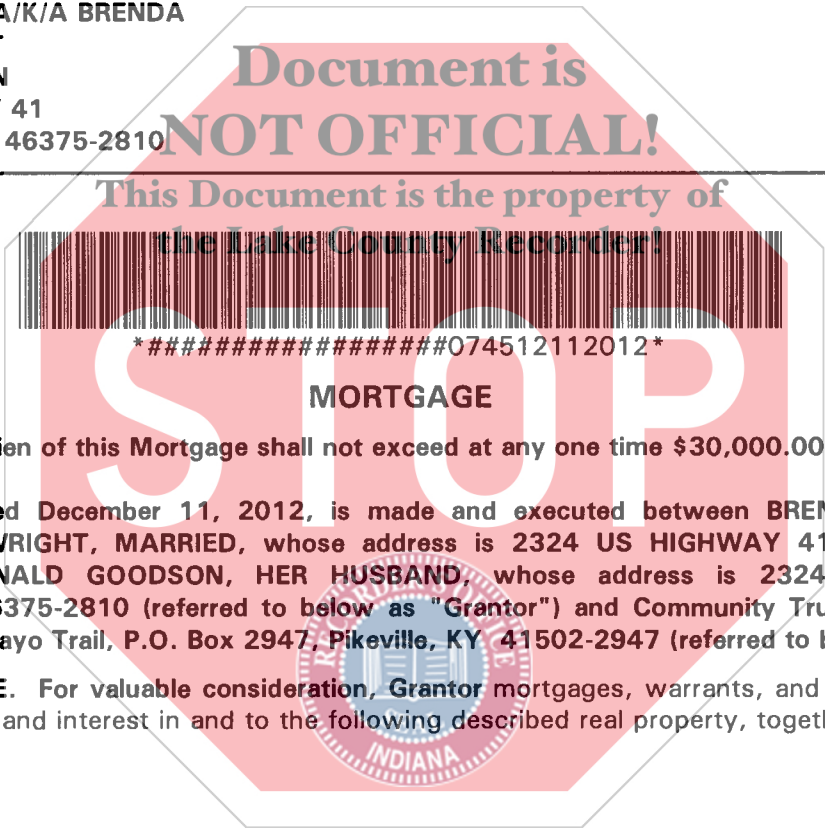 A/K/A BRENDA
41
46375-2810
Document is
NOT OFFICIAL!
This Document is the property of
the Lake County Recorder!
STOP
*##################074512112012*
MORTGAGE
ien of this Mortgage shall not exceed at any one time $30,000.00
ed December 11, 2012, is made and executed between BREN
WRIGHT, MARRIED, whose address is 2324 US HIGHWAY 41
NALD GOODSON, HER HUSBAND, whose address is 2324
6375-2810 (referred to below as "Grantor") and Community Tru
ayo Trail, P.O. Box 2947, Pikeville, KY 41502-2947 (referred to b
E. For valuable consideration, Grantor mortgages, warrants, and
and interest in and to the following described real property, togeth
RECORDER'S OFFICE
INDIANA